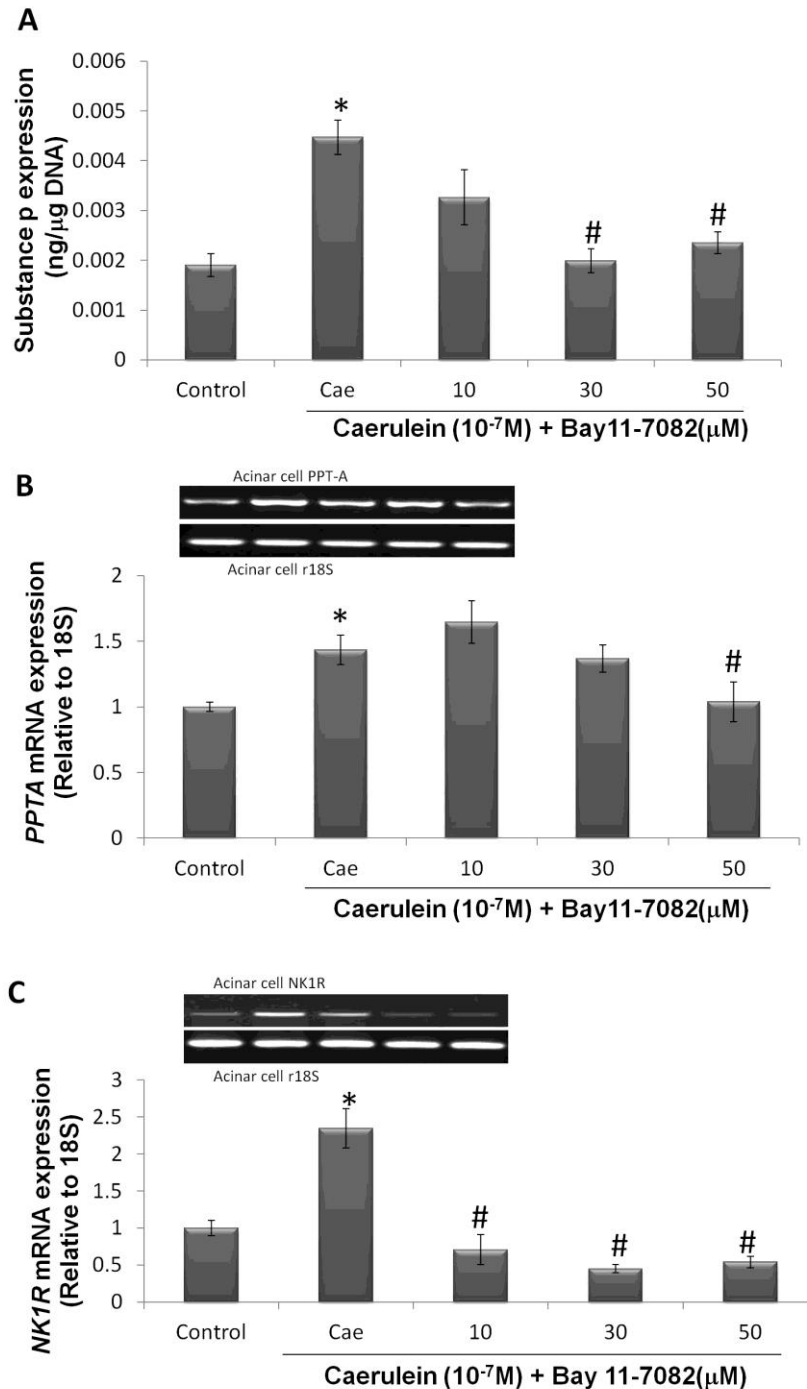 A
Substance p expression
(ng/μg DNA)
0.006
0.005
0.004
0.003
0.002
0.001
0
*
#
#
Control
Cae
10
30
50
Caerulein (10⁻⁷M) + Bay11-7082(μM)
B
Acinar cell PPT-A
Acinar cell r18S
PPTA mRNA expression
(Relative to 18S)
2
1.5
1
0.5
0
*
#
Control
Cae
10
30
50
Caerulein (10⁻⁷M) + Bay11-7082(μM)
C
Acinar cell NK1R
Acinar cell r18S
NK1R mRNA expression
(Relative to 18S)
3
2.5
2
1.5
1
0.5
0
*
#
#
#
Control
Cae
10
30
50
Caerulein (10⁻⁷M) + Bay 11-7082(μM)